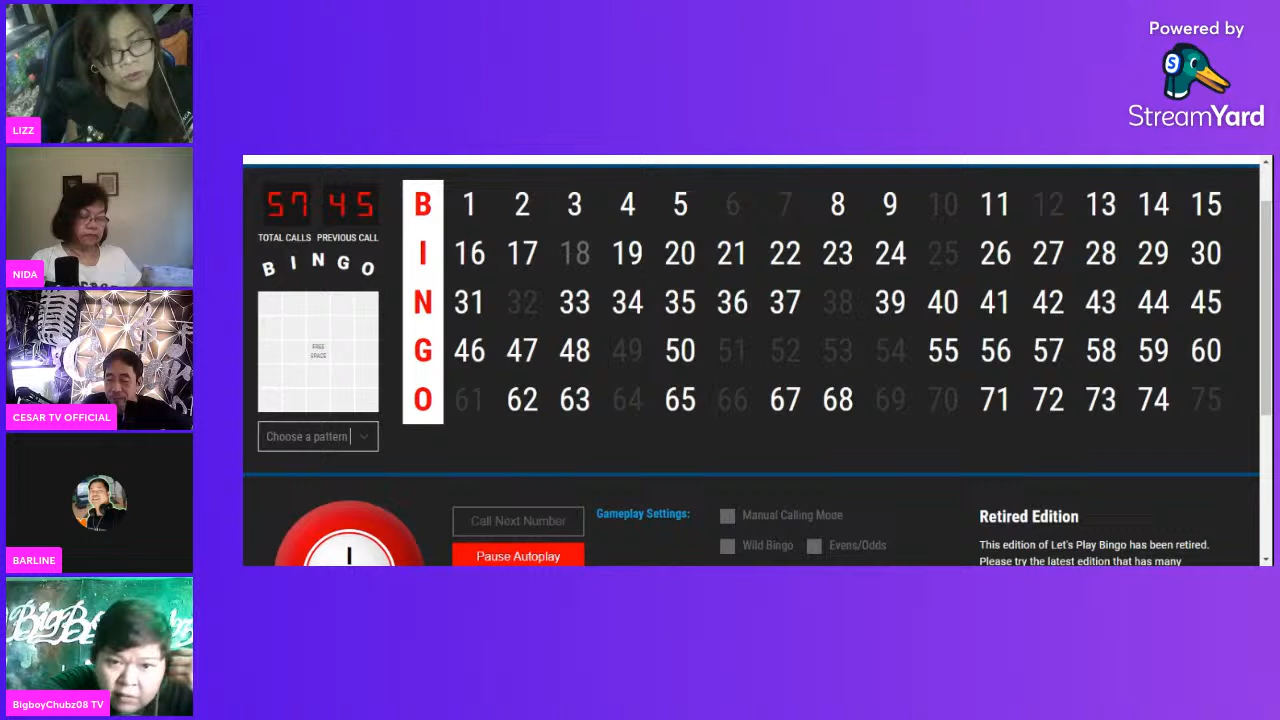 Powered by
StreamYard
LIZZ
NIDA
CESAR TV OFFICIAL
BARLINE
BigBo
BigboyChubz08 TV
57 45
TOTAL CALLS PREVIOUS CALL
B I N G O
FREE
SPACE
Choose a pattern
B 1 2 3 4 5 6 7 8 9 10 11 12 13 14 15
I 16 17 18 19 20 21 22 23 24 25 26 27 28 29 30
N 31 32 33 34 35 36 37 38 39 40 41 42 43 44 45
G 46 47 48 49 50 51 52 53 54 55 56 57 58 59 60
O 61 62 63 64 65 66 67 68 69 70 71 72 73 74 75
I
Call Next Number
Pause Autoplay
Gameplay Settings:
Manual Calling Mode
Wild Bingo
Evens/Odds
Retired Edition
This edition of Let's Play Bingo has been retired.
Please try the latest edition that has many